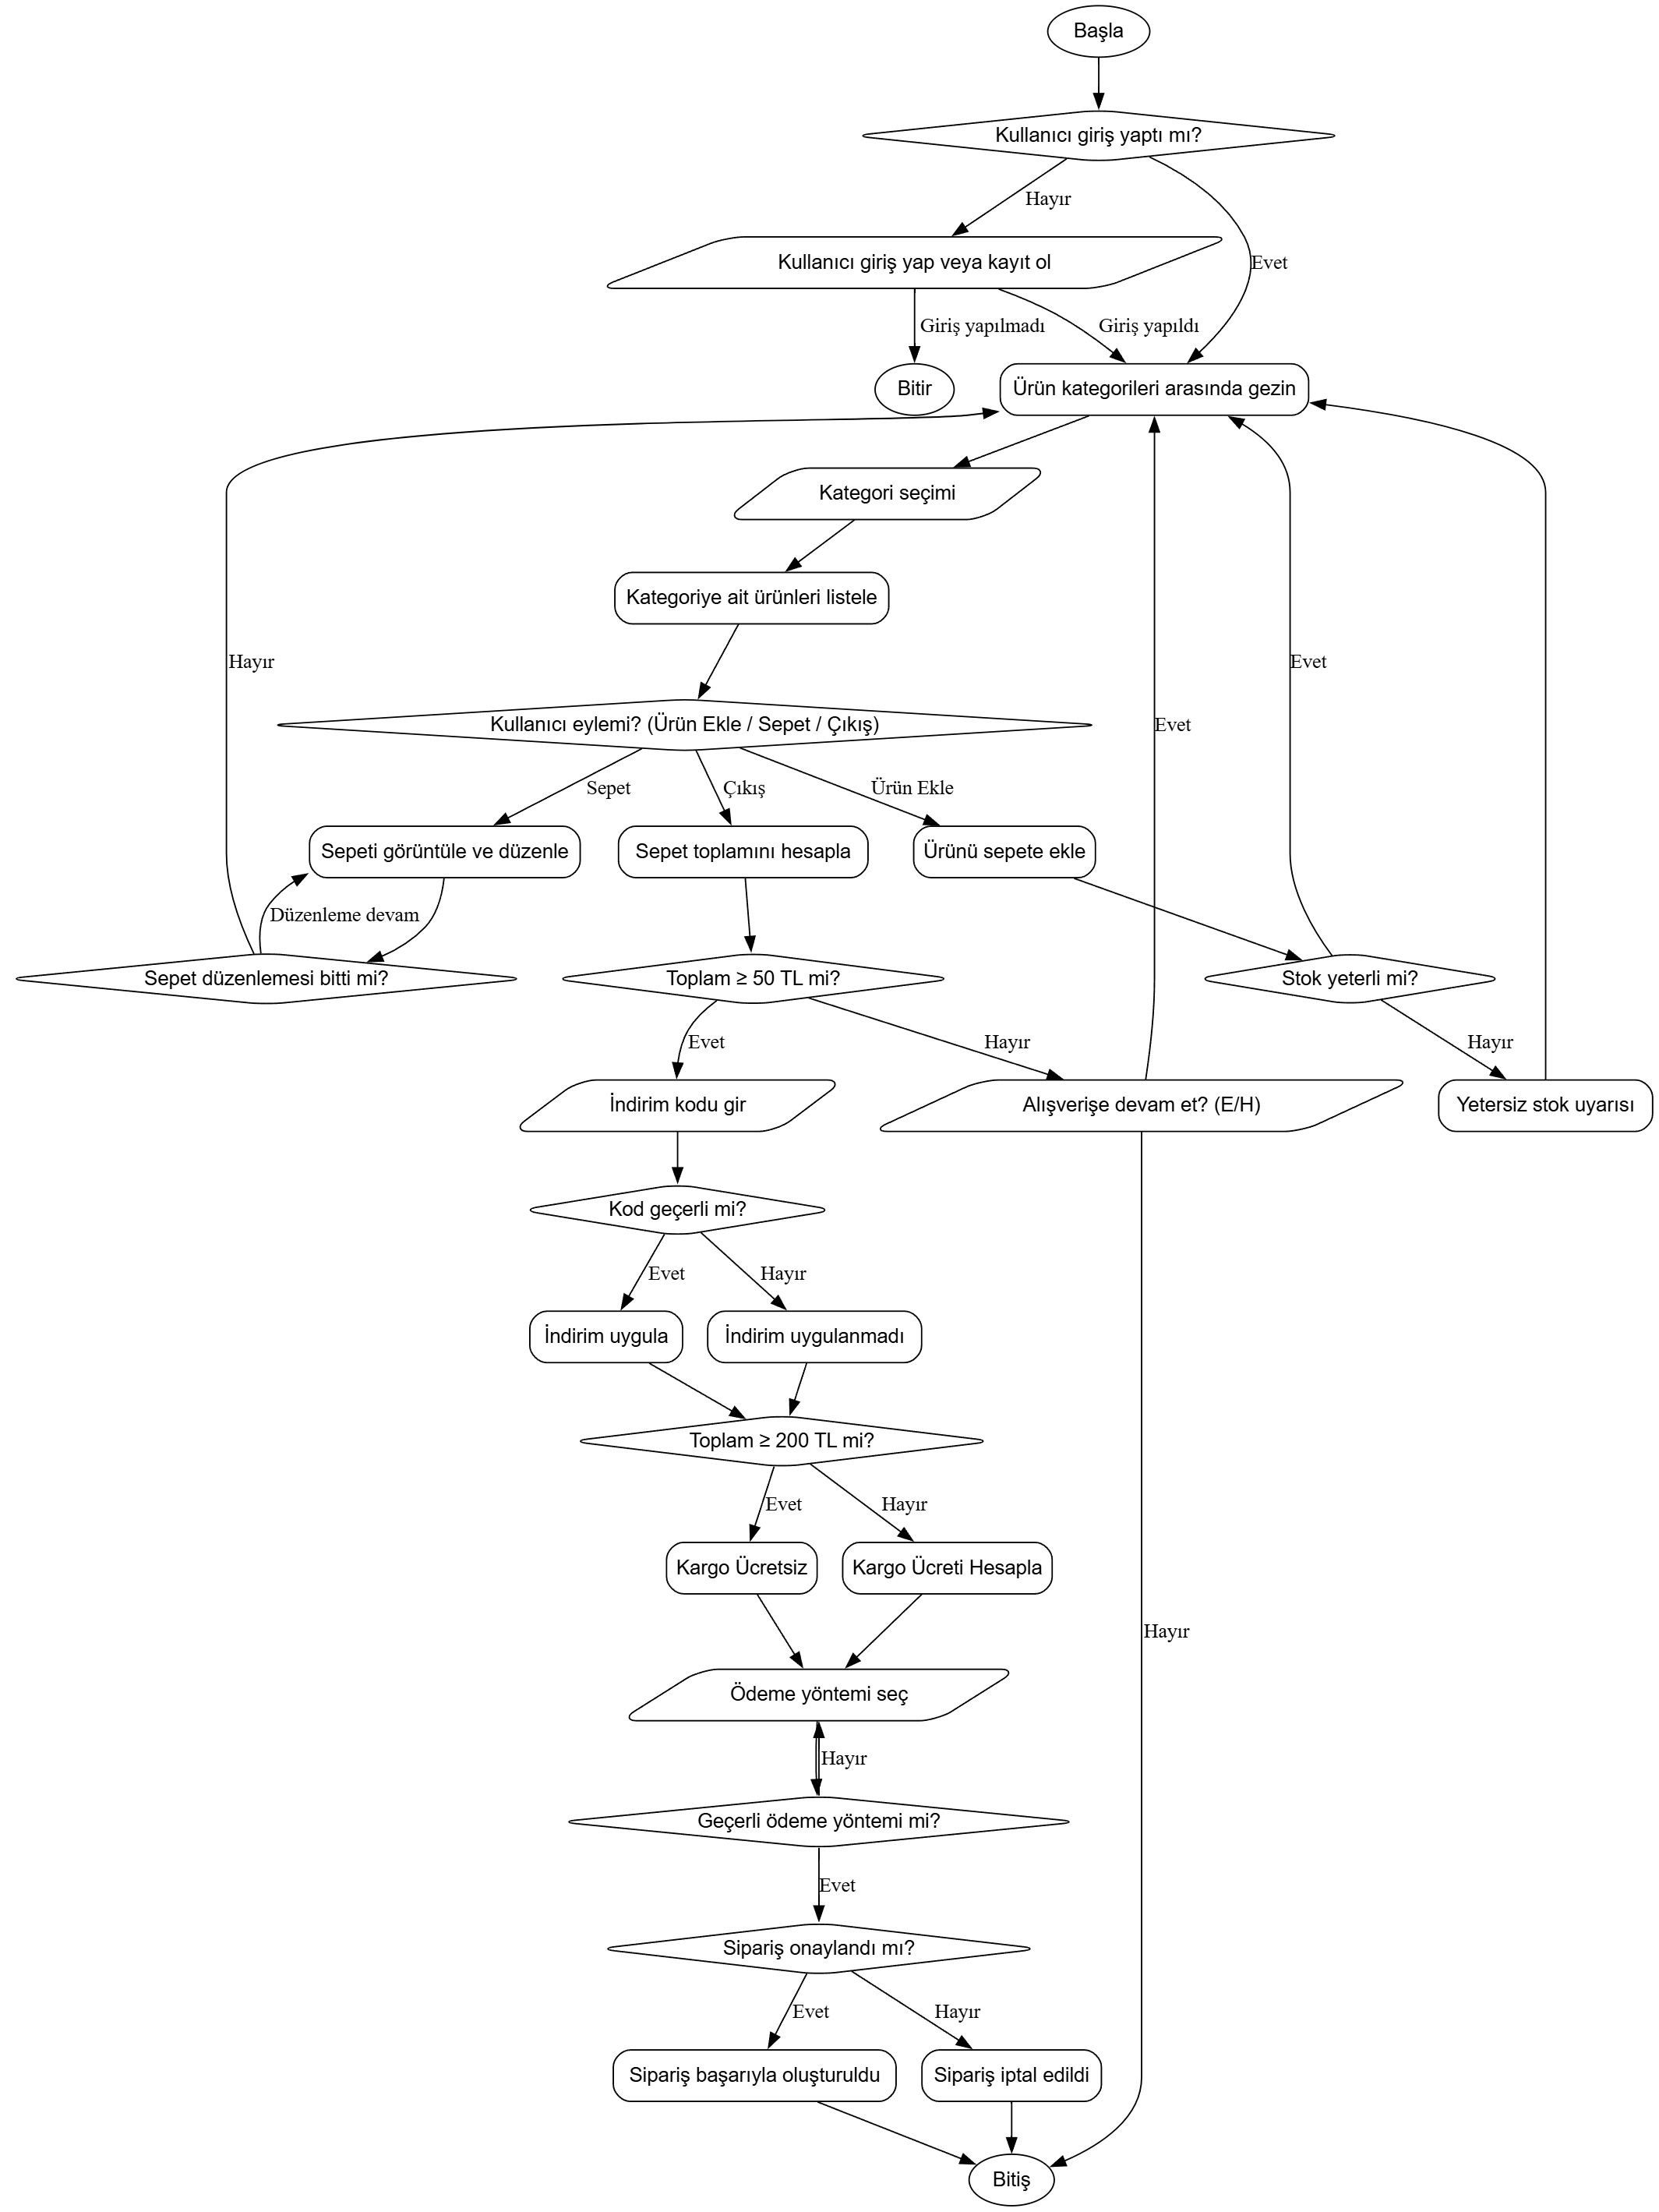 Başla
Kullanıcı giriş yaptı mı?
Hayır
Evet
Kullanıcı giriş yap veya kayıt ol
Giriş yapılmadı
Giriş yapıldı
Bitir
Ürün kategorileri arasında gezin
Kategori seçimi
Kategoriye ait ürünleri listele
Hayır
Evet
Evet
Kullanıcı eylemi? (Ürün Ekle / Sepet / Çıkış)
Sepet
Çıkış
Ürün Ekle
Sepeti görüntüle ve düzenle
Sepet toplamını hesapla
Ürünü sepete ekle
Düzenleme devam
Sepet düzenlemesi bitti mi?
Toplam ≥ 50 TL mi?
Stok yeterli mi?
Evet
Hayır
Hayır
İndirim kodu gir
Alışverişe devam et? (E/H)
Yetersiz stok uyarısı
Kod geçerli mi?
Evet
Hayır
İndirim uygula
İndirim uygulanmadı
Toplam ≥ 200 TL mi?
Evet
Hayır
Kargo Ücretsiz
Kargo Ücreti Hesapla
Hayır
Ödeme yöntemi seç
Hayır
Geçerli ödeme yöntemi mi?
Evet
Sipariş onaylandı mı?
Evet
Hayır
Sipariş başarıyla oluşturuldu
Sipariş iptal edildi
Bitiş